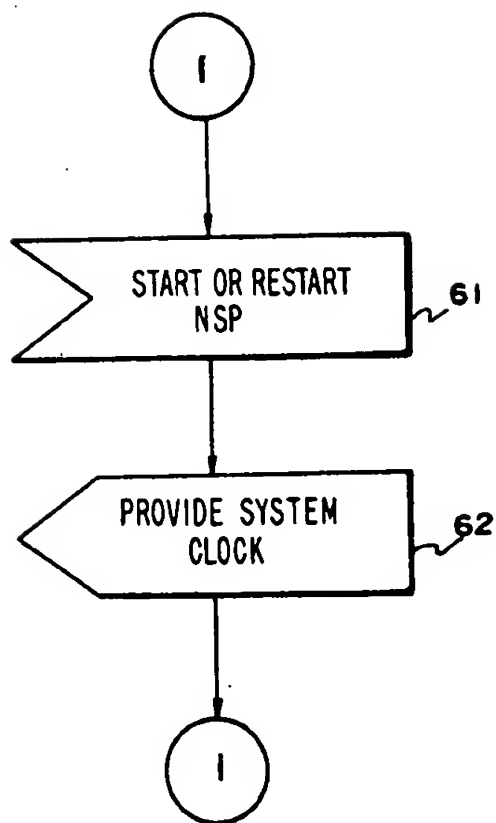 1
START OR RESTART
NSP
61
PROVIDE SYSTEM
CLOCK
62
1